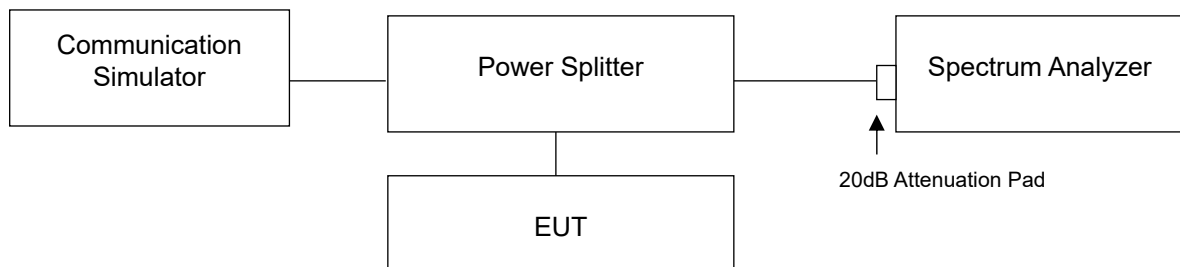 Communication
Simulator
Power Splitter
Spectrum Analyzer
20dB Attenuation Pad
EUT